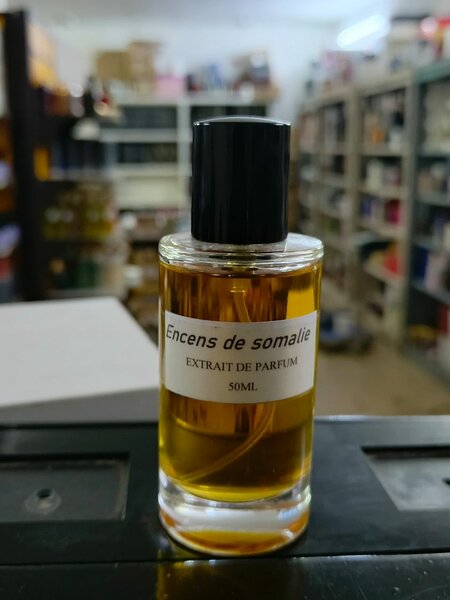 Encens de somalie
EXTRAIT DE PARFUM
50ML